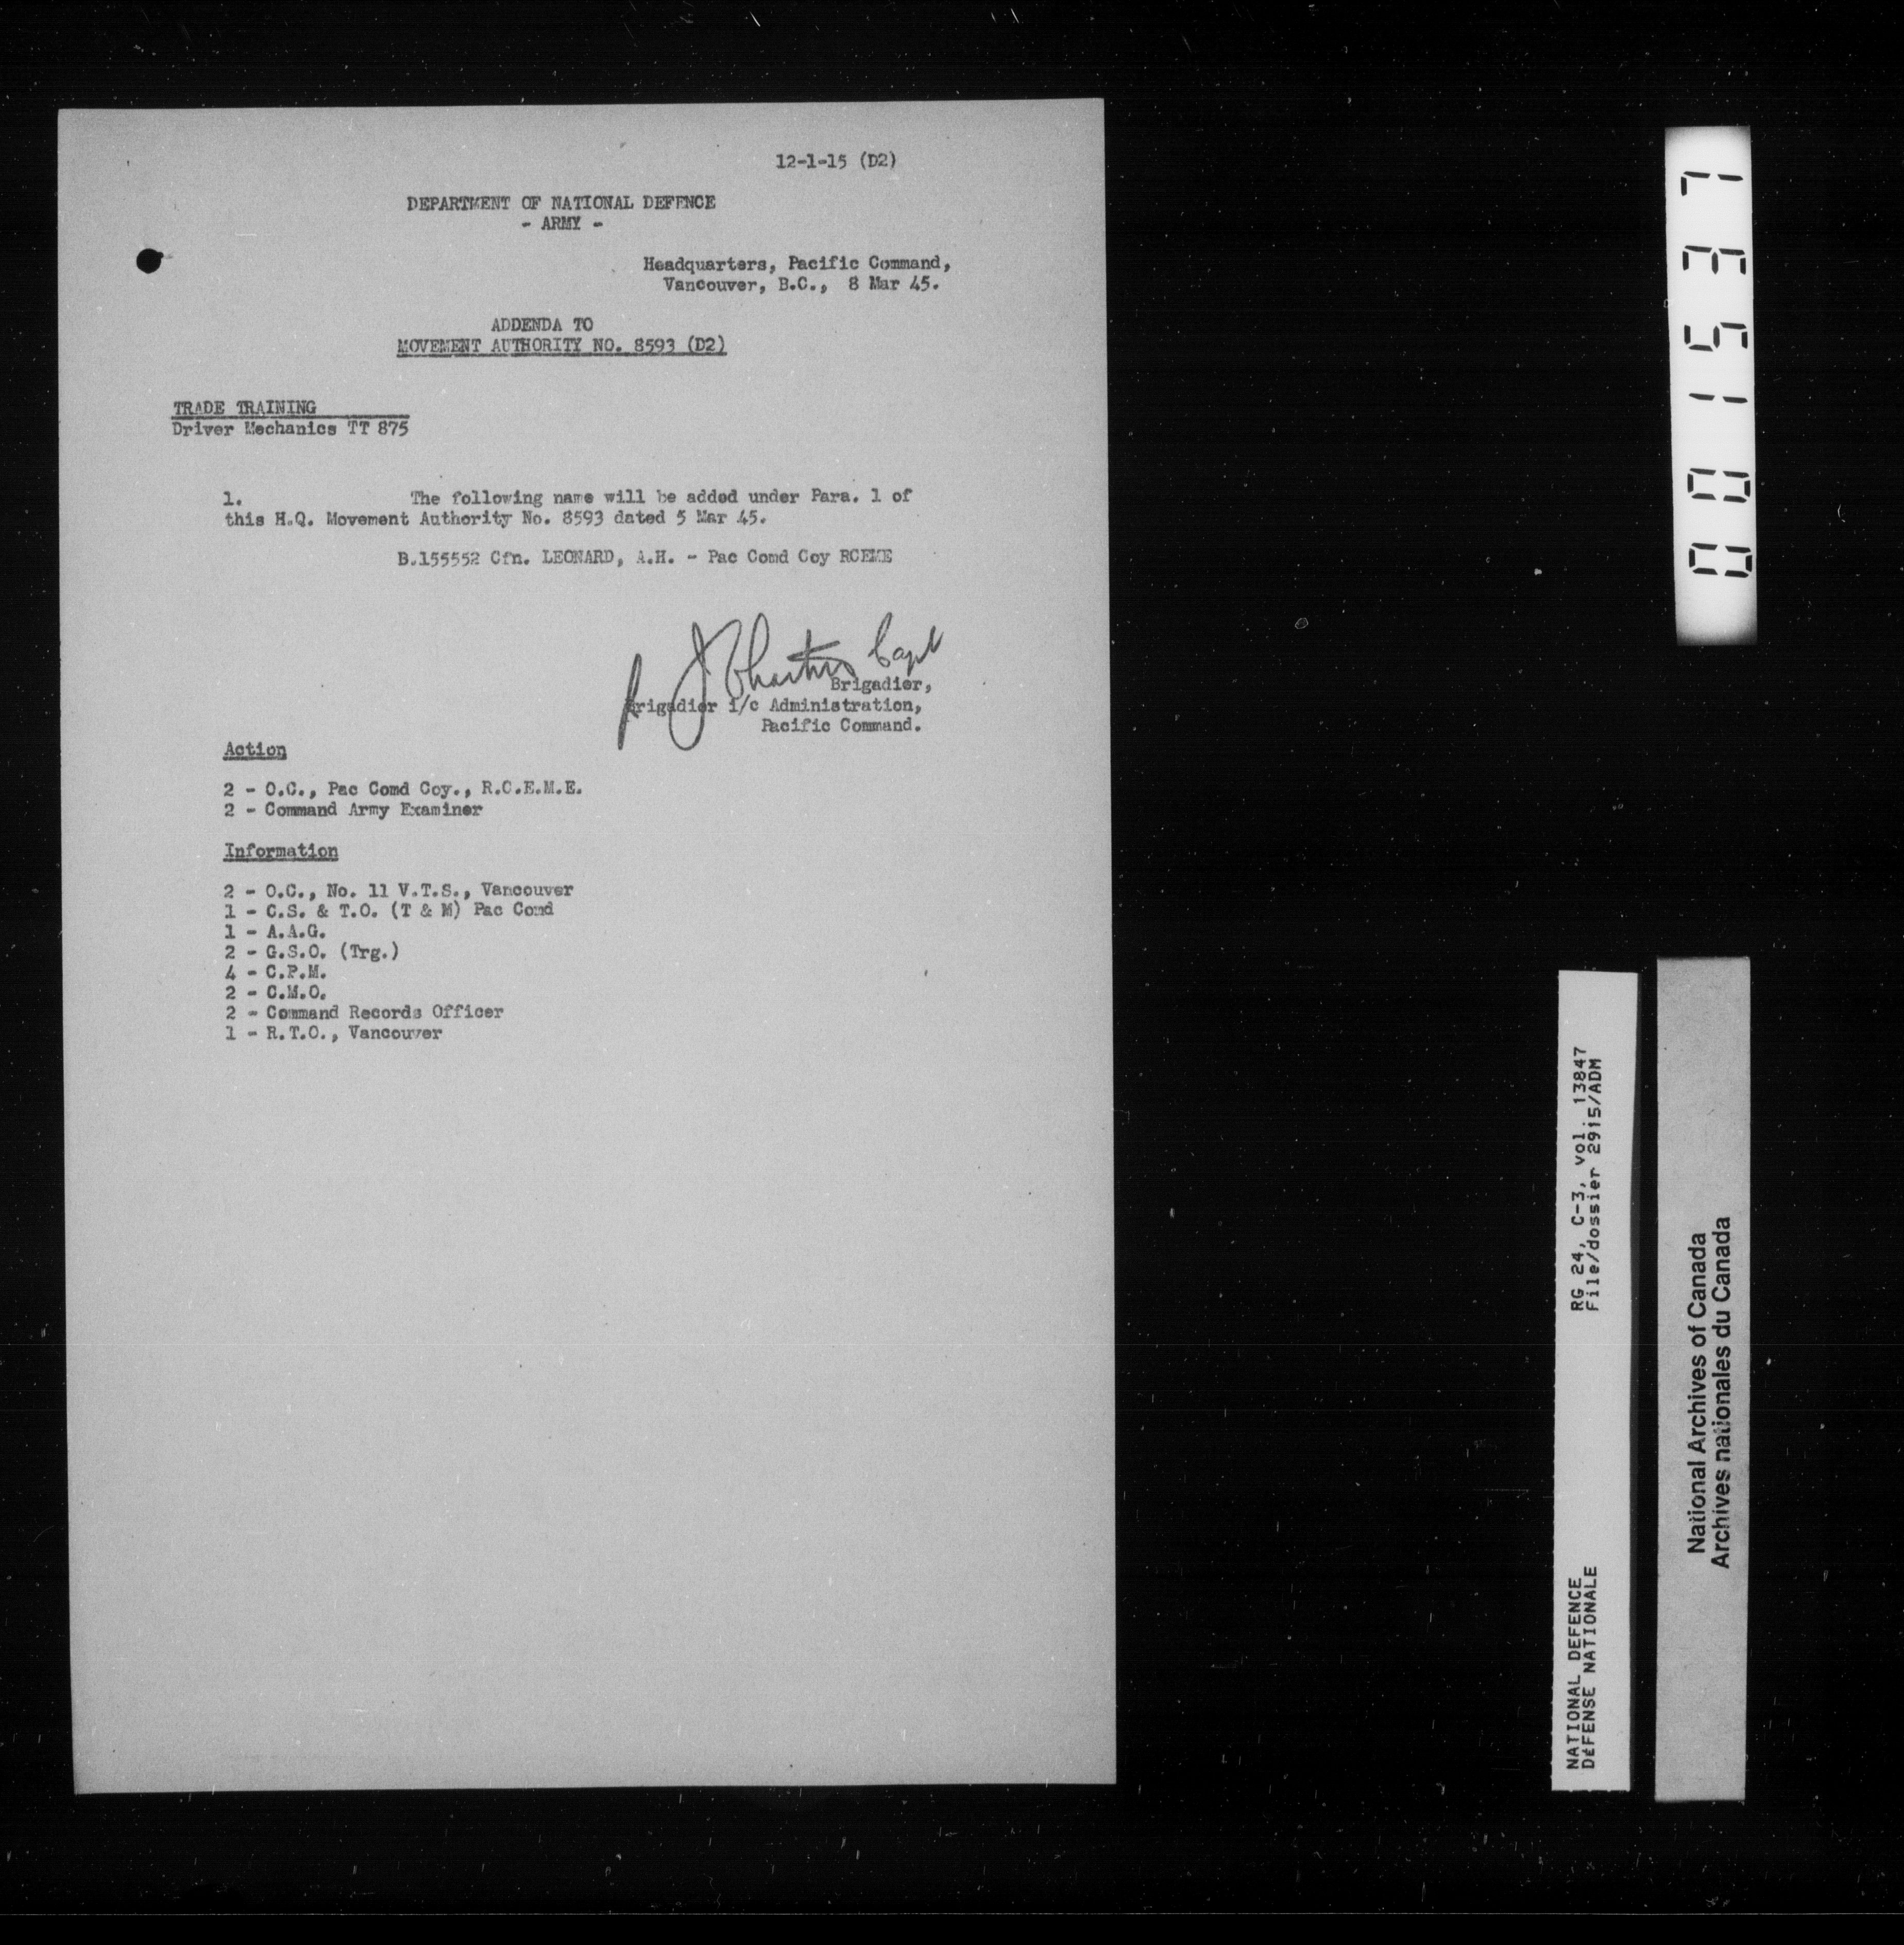 12-1-15 (D2)
DEPARTMENT OF NATIONAL DEFENCE
- ARMY -
Headquarters, Pacific Command,
Vancouver, B.C., 8 Mar 45.
ADDENDA TO
MOVEMENT AUTHORITY NO. 8593 (D2)
TRADE TRAINING
Driver Mechanics TT 875
1. The following name will be added under Para. 1 of
this H.Q. Movement Authority No. 8593 dated 5 Mar 45.
B.155552 Cfn. LEONARD, A.H. - Pac Comd Coy RCEME
Capt
Brigadier,
Brigadier i/c Administration,
Pacific Command.
Action
2 - O.C., Pac Comd Coy., R.C.E.M.E.
2 - Command Army Examiner
Information
2 - O.C., No. 11 V.T.S., Vancouver
1 - C.S. & T.O. (T & M) Pac Comd
1 - A.A.G.
2 - G.S.O. (Trg.)
4 - C.P.M.
2 - C.M.O.
2 - Command Records Officer
1 - R.T.O., Vancouver
001537
NATIONAL DEFENCE RG 24, C-3, vol. 13847
DÉFENSE NATIONALE File/dossier 2915/ADM
National Archives of Canada
Archives nationales du Canada